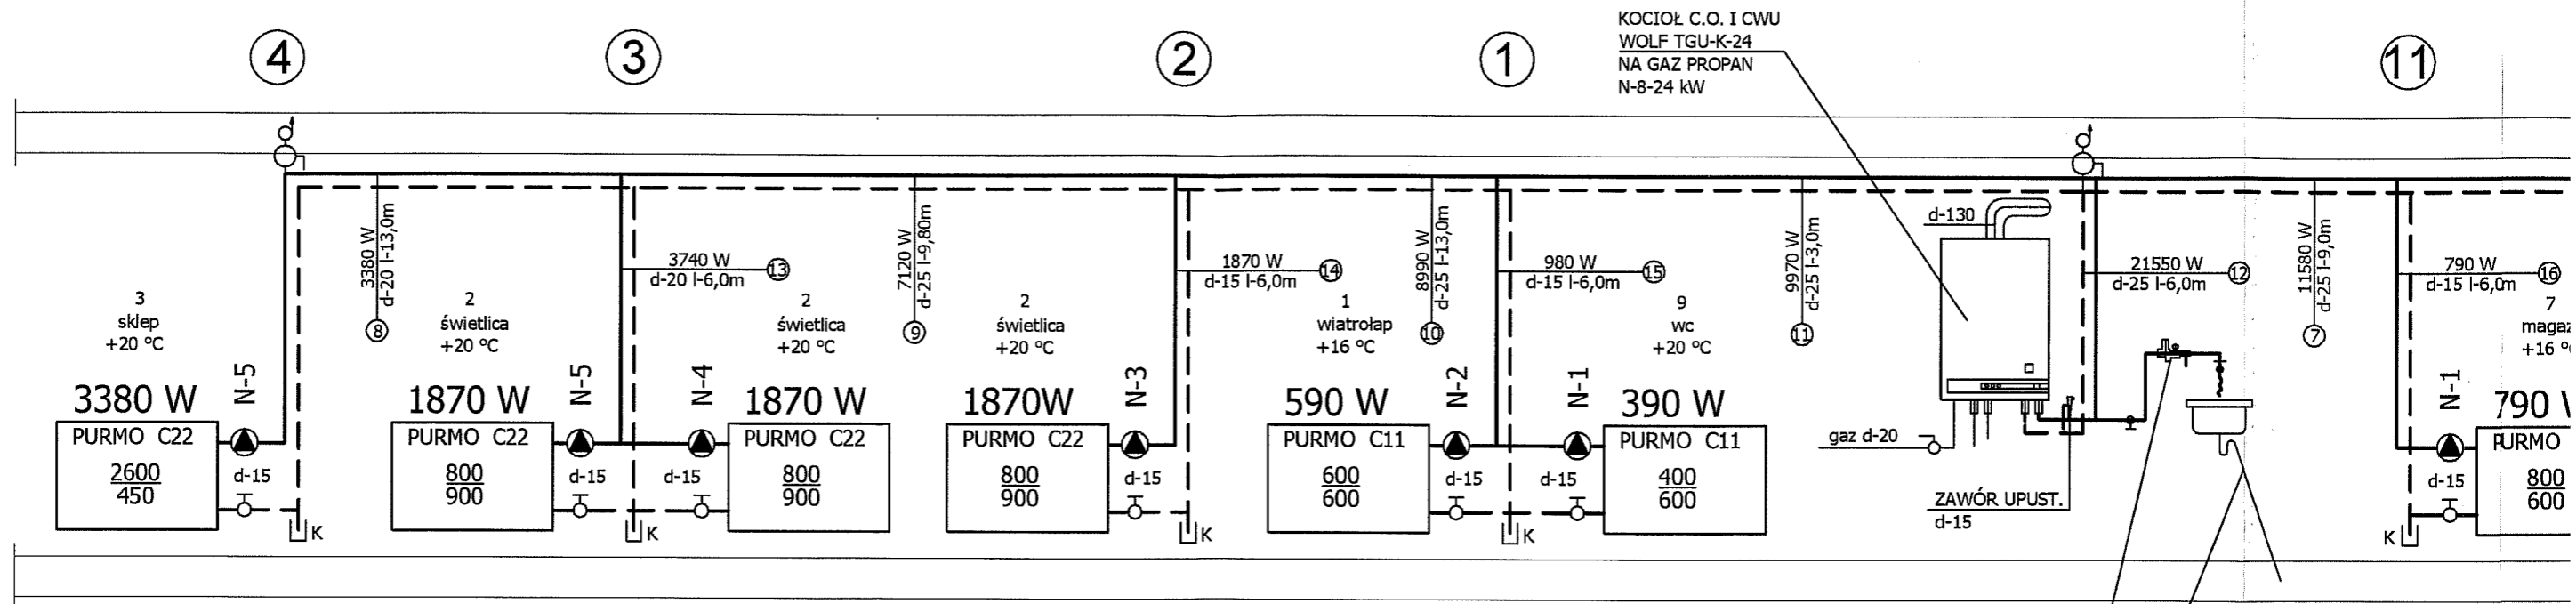 4
3
2
1
KOCIOŁ C.O. I CWU
WOLF TGU-K-24
NA GAZ PROPAN
N-8-24 kW
11
3380 W
d-20 l-13,0m
8
3740 W
d-20 l-6,0m
13
7120 W
d-25 l-9,80m
9
1870 W
d-15 l-6,0m
14
8990 W
d-25 l-13,0m
10
980 W
d-15 l-6,0m
15
9970 W
d-25 l-3,0m
11
d-130
21550 W
d-25 l-6,0m
12
11580 W
d-25 l-9,0m
7
790 W
d-15 l-6,0m
16
3
sklep
+20 °C
2
świetlica
+20 °C
2
świetlica
+20 °C
2
świetlica
+20 °C
1
wiatrołap
+16 °C
9
wc
+20 °C
7
+16
3380 W
N-5
PURMO C22
2600
450
d-15
K
1870 W
N-5
PURMO C22
800
900
d-15
K
N-4
1870 W
PURMO C22
800
900
d-15
1870W
N-3
PURMO C22
800
900
d-15
K
590 W
N-2
PURMO C11
600
600
d-15
K
N-1
390 W
PURMO C11
400
600
d-15
gaz d-20
ZAWÓR UPUST.
d-15
N-1
790
PURMO
800
600
d-15
K